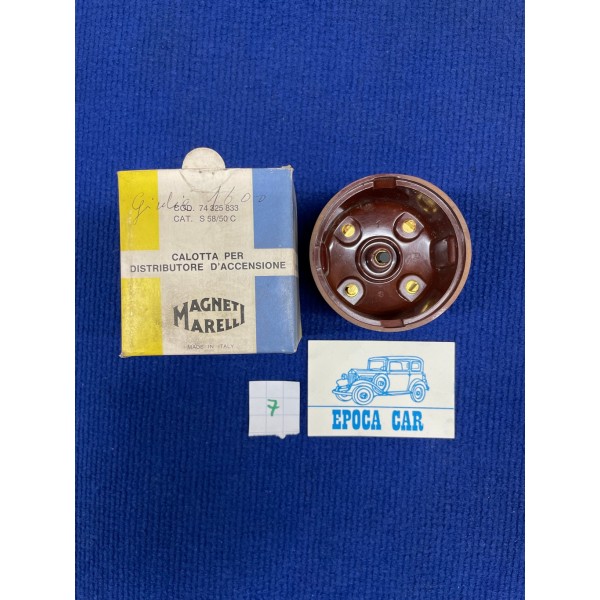 Giulia 1600
COD. 74 325 833
CAT. S 58/50 C
CALOTTA PER
DISTRIBUTORE D'ACCENSIONE
MAGNETI
MARELLI
MADE IN ITALY
7
EPOCA CAR